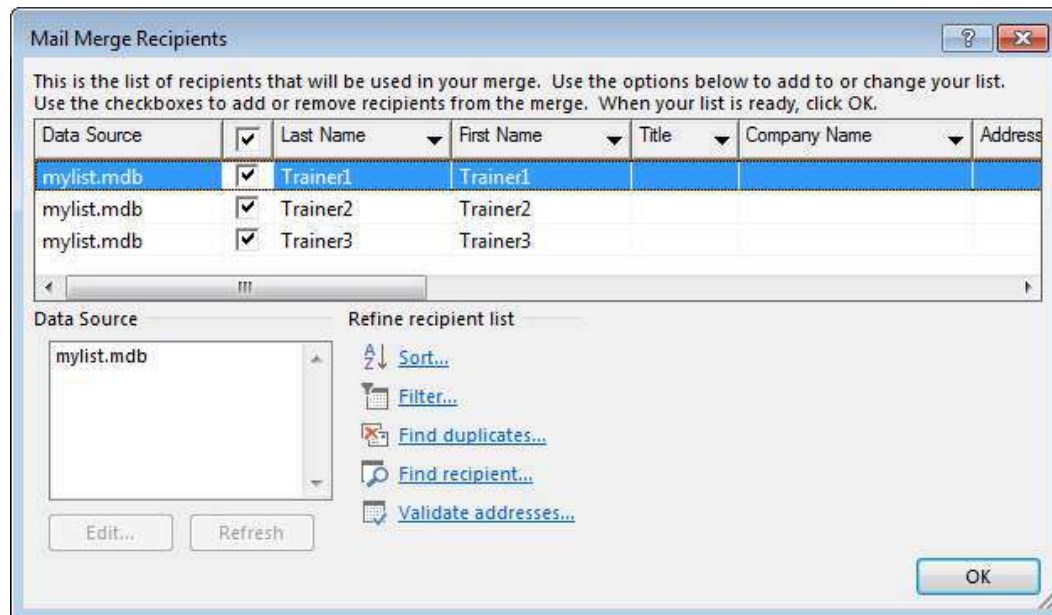 Mail Merge Recipients
This is the list of recipients that will be used in your merge. Use the options below to add to or change your list.
Use the checkboxes to add or remove recipients from the merge. When your list is ready, click OK.
Data Source Last Name First Name Title Company Name Address
mylist.mdb Trainer1 Trainer1
mylist.mdb Trainer2 Trainer2
mylist.mdb Trainer3 Trainer3
Data Source
mylist.mdb
Edit... Refresh
Refine recipient list
Sort...
Filter...
Find duplicates...
Find recipient...
Validate addresses...
OK